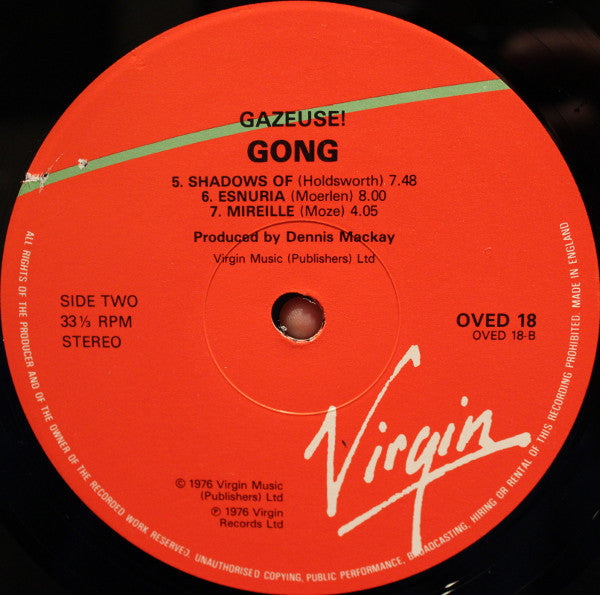 GAZEUSE!
GONG
5. SHADOWS OF (Holdsworth) 7.48
6. ESNURIA (Moerlen) 8.00
7. MIREILLE (Moze) 4.05
Produced by Dennis Mackay
Virgin Music (Publishers) Ltd
SIDE TWO
33⅓ RPM
STEREO
OVED 18
OVED 18-B
Virgin
© 1976 Virgin Music
(Publishers) Ltd
℗ 1976 Virgin
Records Ltd
ALL RIGHTS OF THE PRODUCER AND OF THE OWNER OF THE RECORDED WORK RESERVED. UNAUTHORISED COPYING, PUBLIC PERFORMANCE, BROADCASTING, HIRING OR RENTAL OF THIS RECORDING PROHIBITED. MADE IN ENGLAND